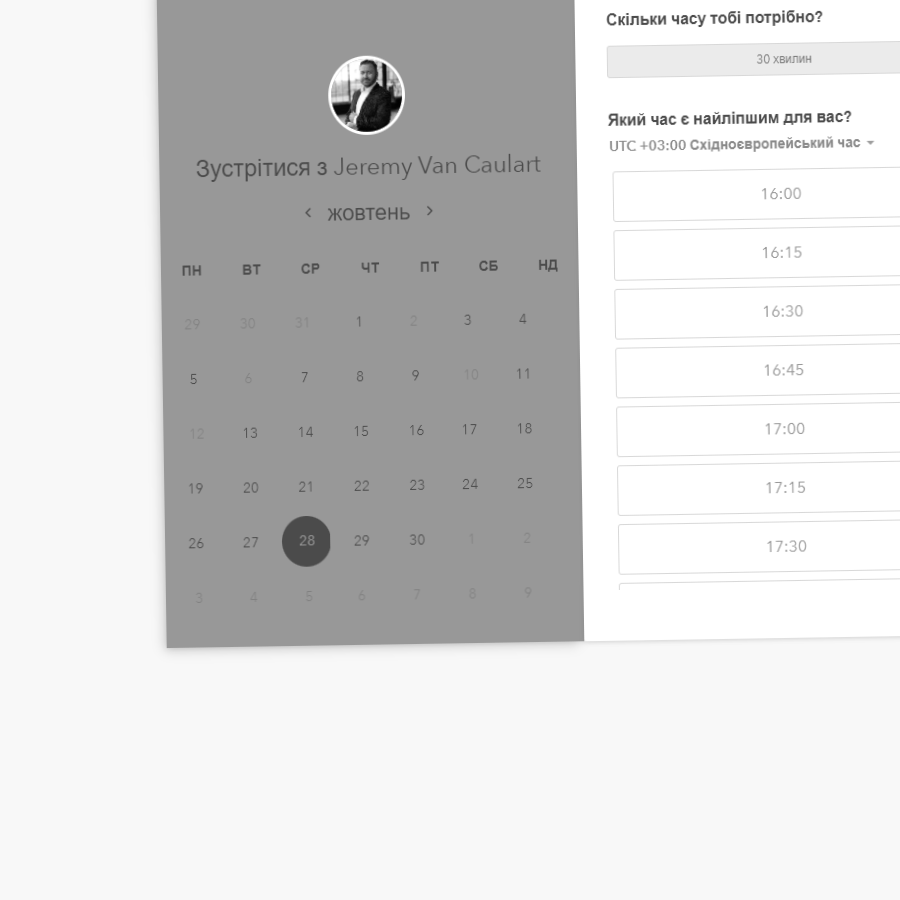 Зустрітися з Jeremy Van Caulart
‹ жовтень ›
ПН ВТ СР ЧТ ПТ СБ НД
29 30 31 1 2 3 4
5 6 7 8 9 10 11
12 13 14 15 16 17 18
19 20 21 22 23 24 25
26 27 28 29 30 1 2
3 4 5 6 7 8 9
Скільки часу тобі потрібно?
30 хвилин
Який час є найліпшим для вас?
UTC +03:00 Східноєвропейський час
16:00
16:15
16:30
16:45
17:00
17:15
17:30